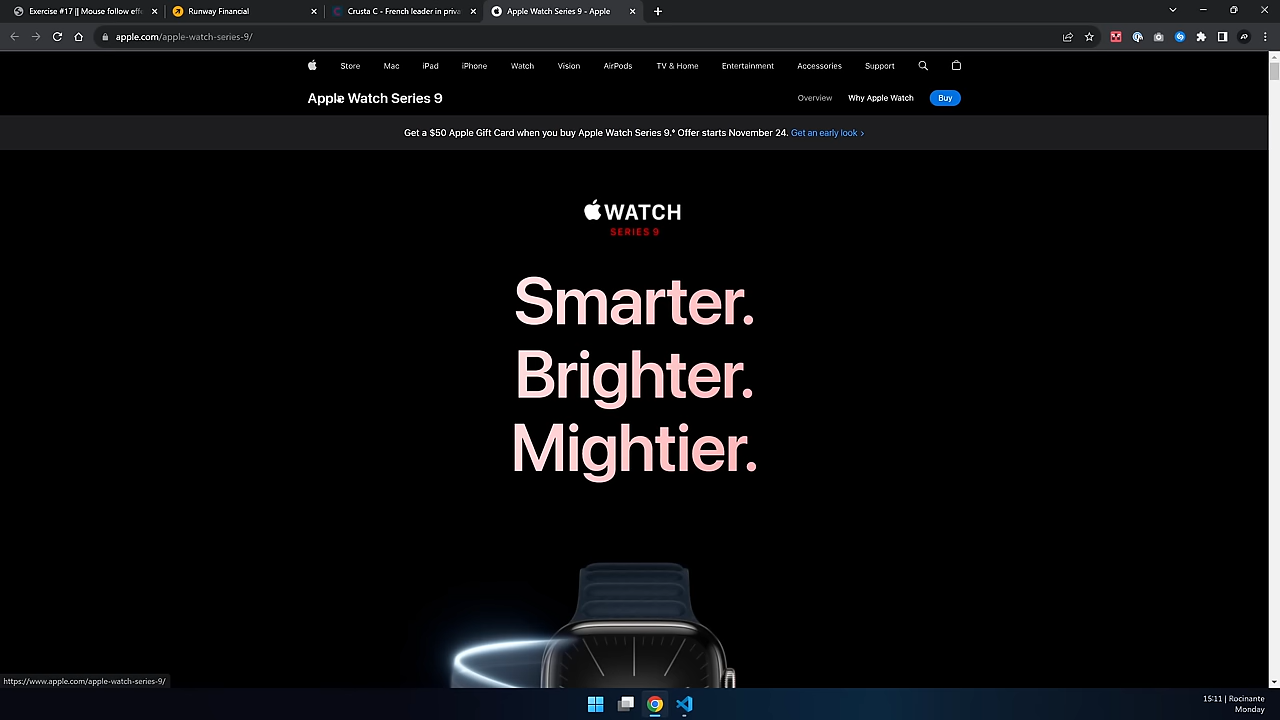 Exercise #17 || Mouse follow eff
Runway Financial
Crusta C - French leader in priva
Apple Watch Series 9 - Apple
apple.com/apple-watch-series-9/
Store
Mac
iPad
iPhone
Watch
Vision
AirPods
TV & Home
Entertainment
Accessories
Support
Apple Watch Series 9
Overview
Why Apple Watch
Buy
Get a $50 Apple Gift Card when you buy Apple Watch Series 9.* Offer starts November 24. Get an early look >
WATCH
SERIES 9
Smarter.
Brighter.
Mightier.
https://www.apple.com/apple-watch-series-9/
15:11 | Rocinante
Monday